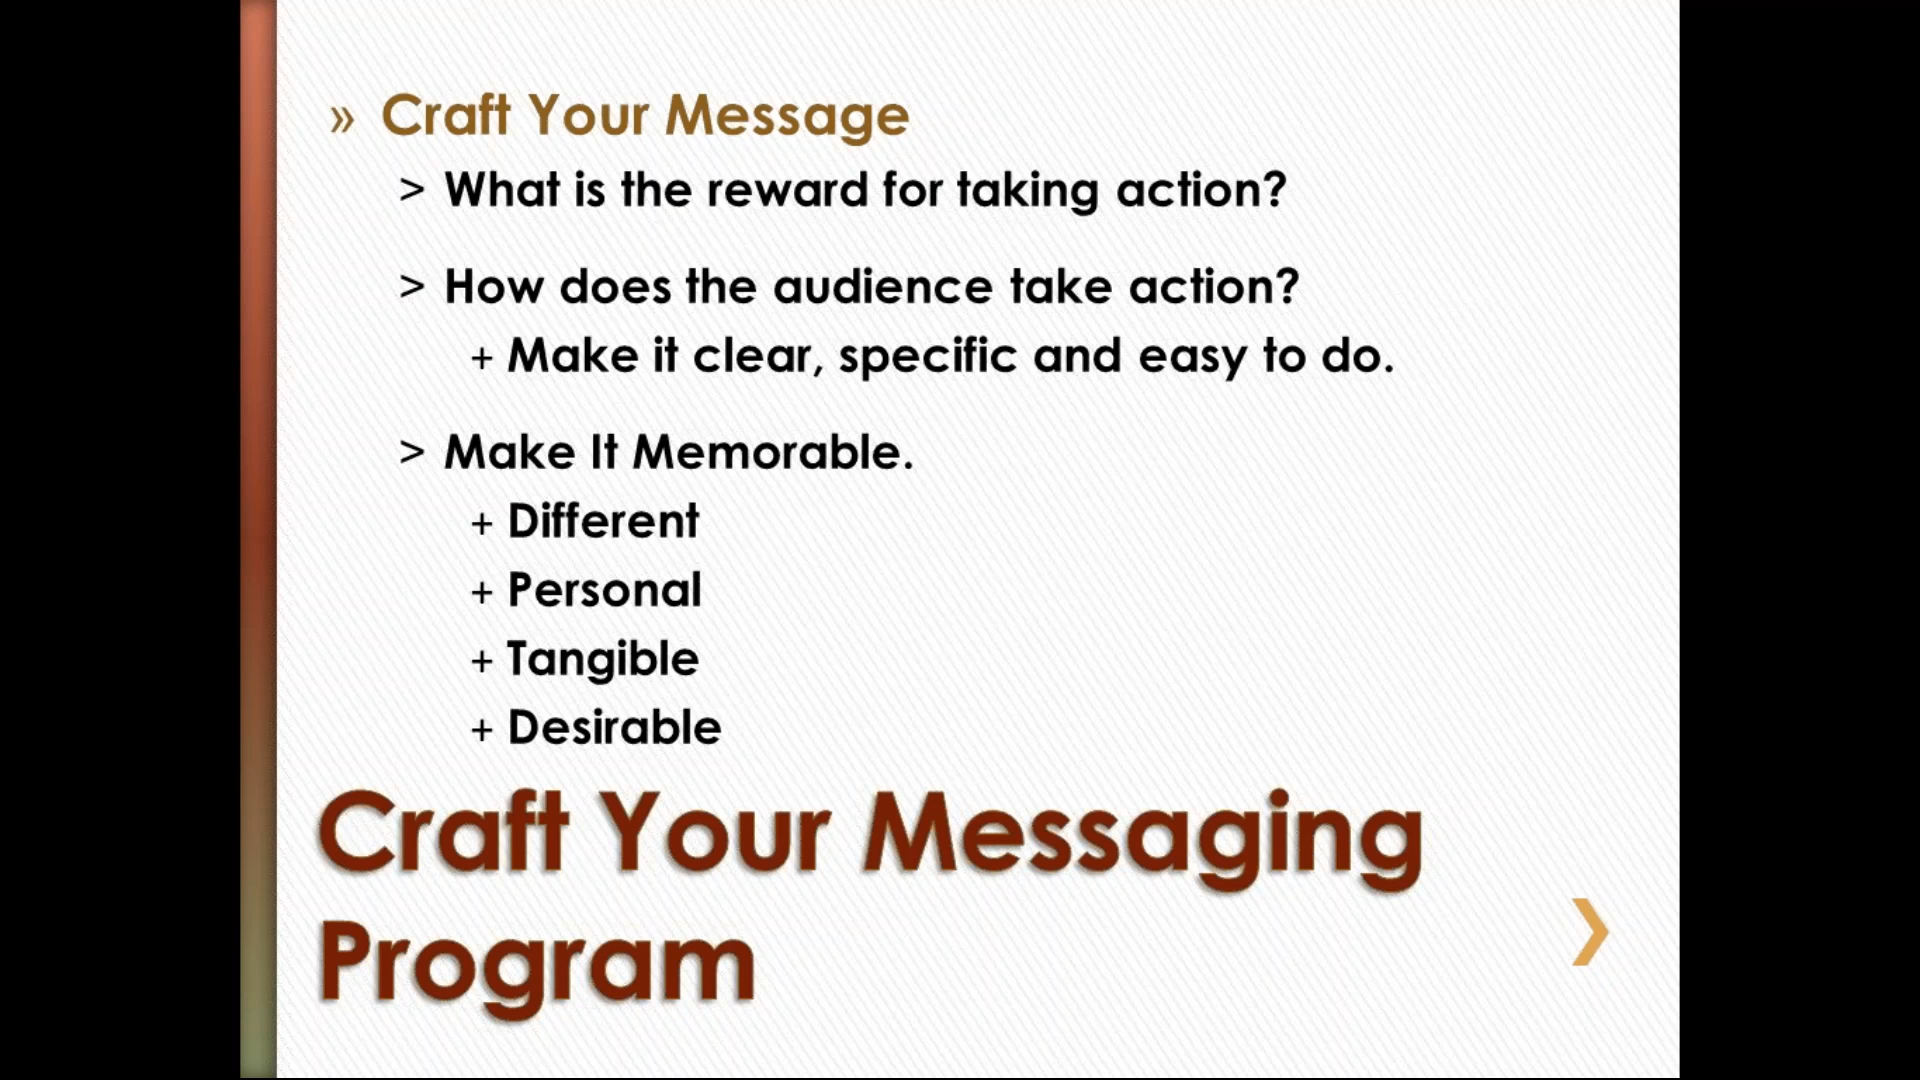 » Craft Your Message
> What is the reward for taking action?
> How does the audience take action?
+ Make it clear, specific and easy to do.
> Make It Memorable.
+ Different
+ Personal
+ Tangible
+ Desirable
Craft Your Messaging
Program